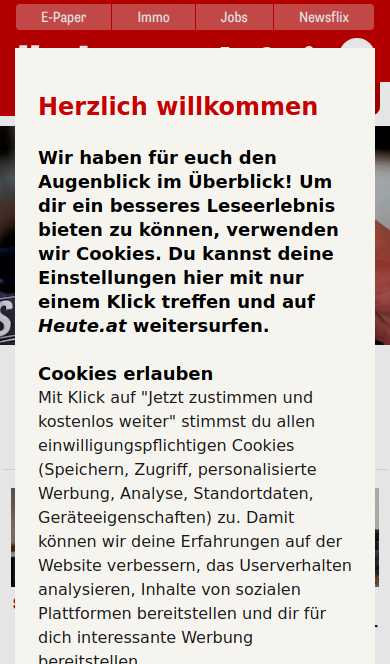 E-Paper
Immo
Jobs
Newsflix
Herzlich willkommen
Wir haben für euch den
Augenblick im Überblick! Um
dir ein besseres Leseerlebnis
bieten zu können, verwenden
wir Cookies. Du kannst deine
Einstellungen hier mit nur
einem Klick treffen und auf
Heute.at weitersurfen.
Cookies erlauben
Mit Klick auf "Jetzt zustimmen und
kostenlos weiter" stimmst du allen
einwilligungspflichtigen Cookies
(Speichern, Zugriff, personalisierte
Werbung, Analyse, Standortdaten,
Geräteeigenschaften) zu. Damit
können wir deine Erfahrungen auf der
Website verbessern, das Userverhalten
analysieren, Inhalte von sozialen
Plattformen bereitstellen und dir für
dich interessante Werbung
bereitstellen